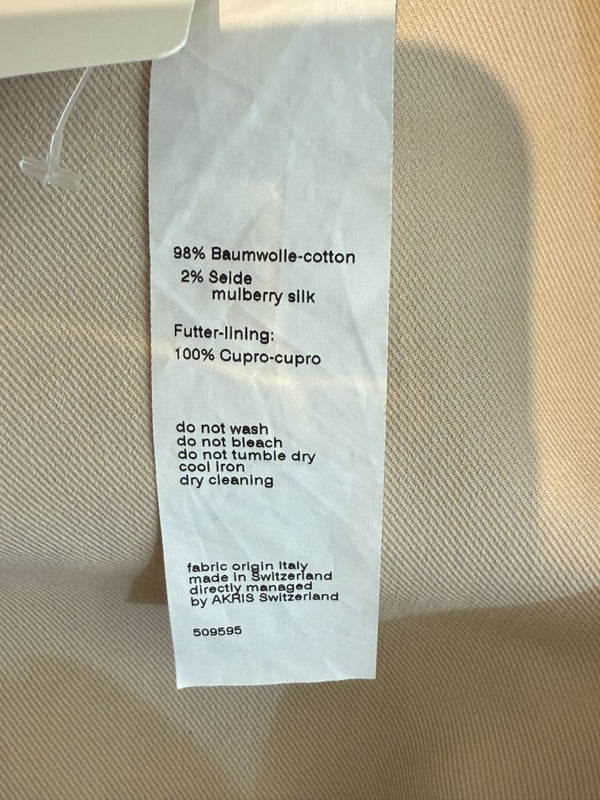 98% Baumwolle-cotton
2% Seide
mulberry silk
Futter-lining:
100% Cupro-cupro
do not wash
do not bleach
do not tumble dry
cool iron
dry cleaning
fabric origin Italy
made in Switzerland
directly managed
by AKRIS Switzerland
509595